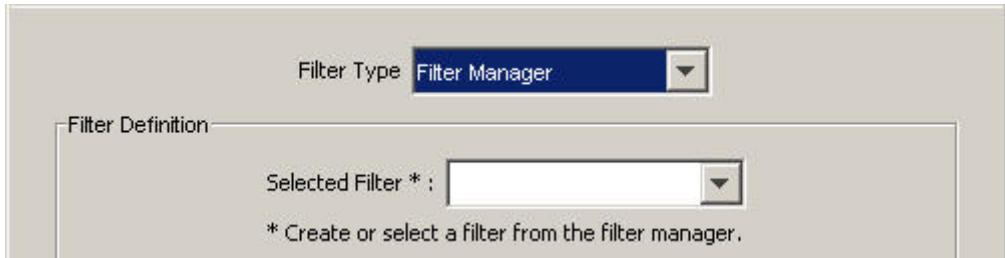 Filter Type Filter Manager
Filter Definition
Selected Filter * :
* Create or select a filter from the filter manager.